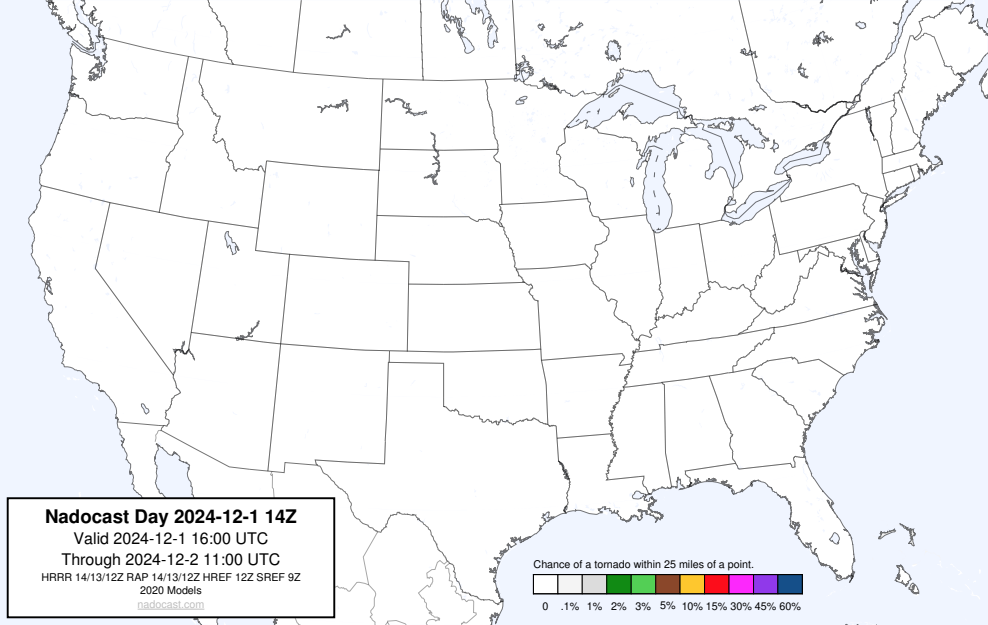 Nadocast Day 2024-12-1 14Z
Valid 2024-12-1 16:00 UTC
Through 2024-12-2 11:00 UTC
HRRR 14/13/12Z RAP 14/13/12Z HREF 12Z SREF 9Z
2020 Models
nadocast.com
Chance of a tornado within 25 miles of a point.
0 .1% 1% 2% 3% 5% 10% 15% 30% 45% 60%